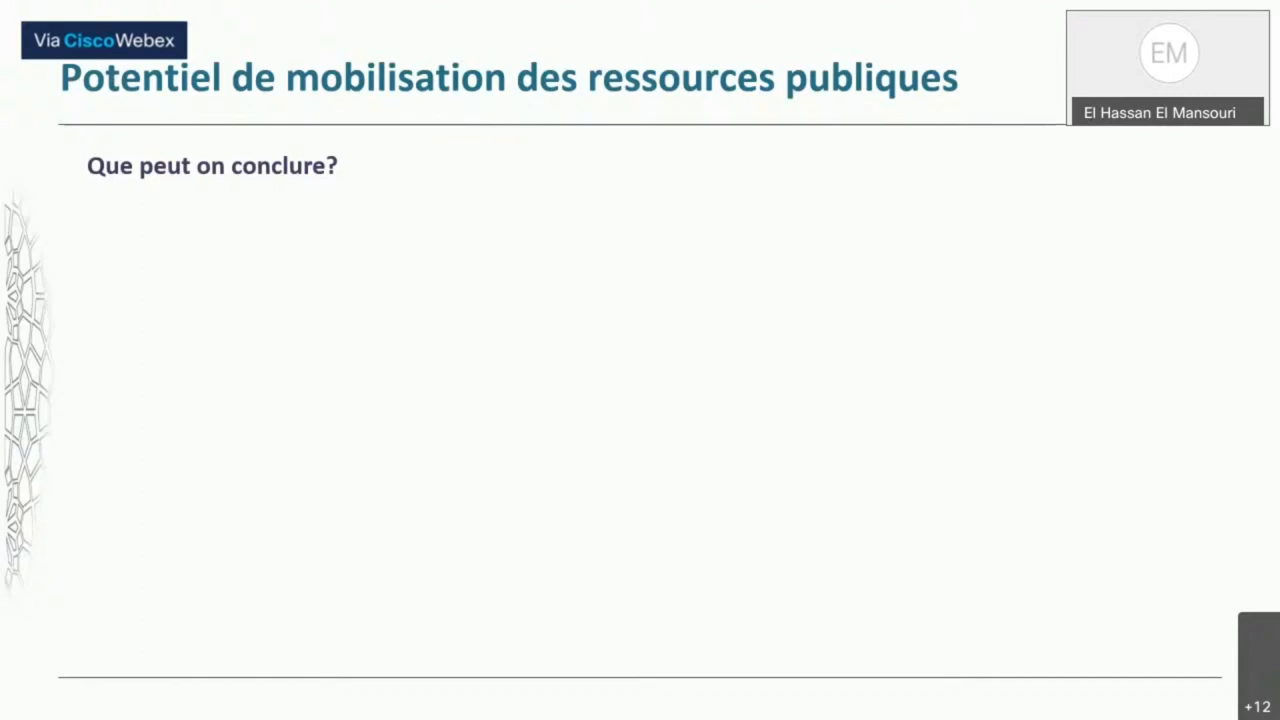 Via CiscoWebex
Potentiel de mobilisation des ressources publiques
EM
El Hassan El Mansouri
Que peut on conclure?
+12